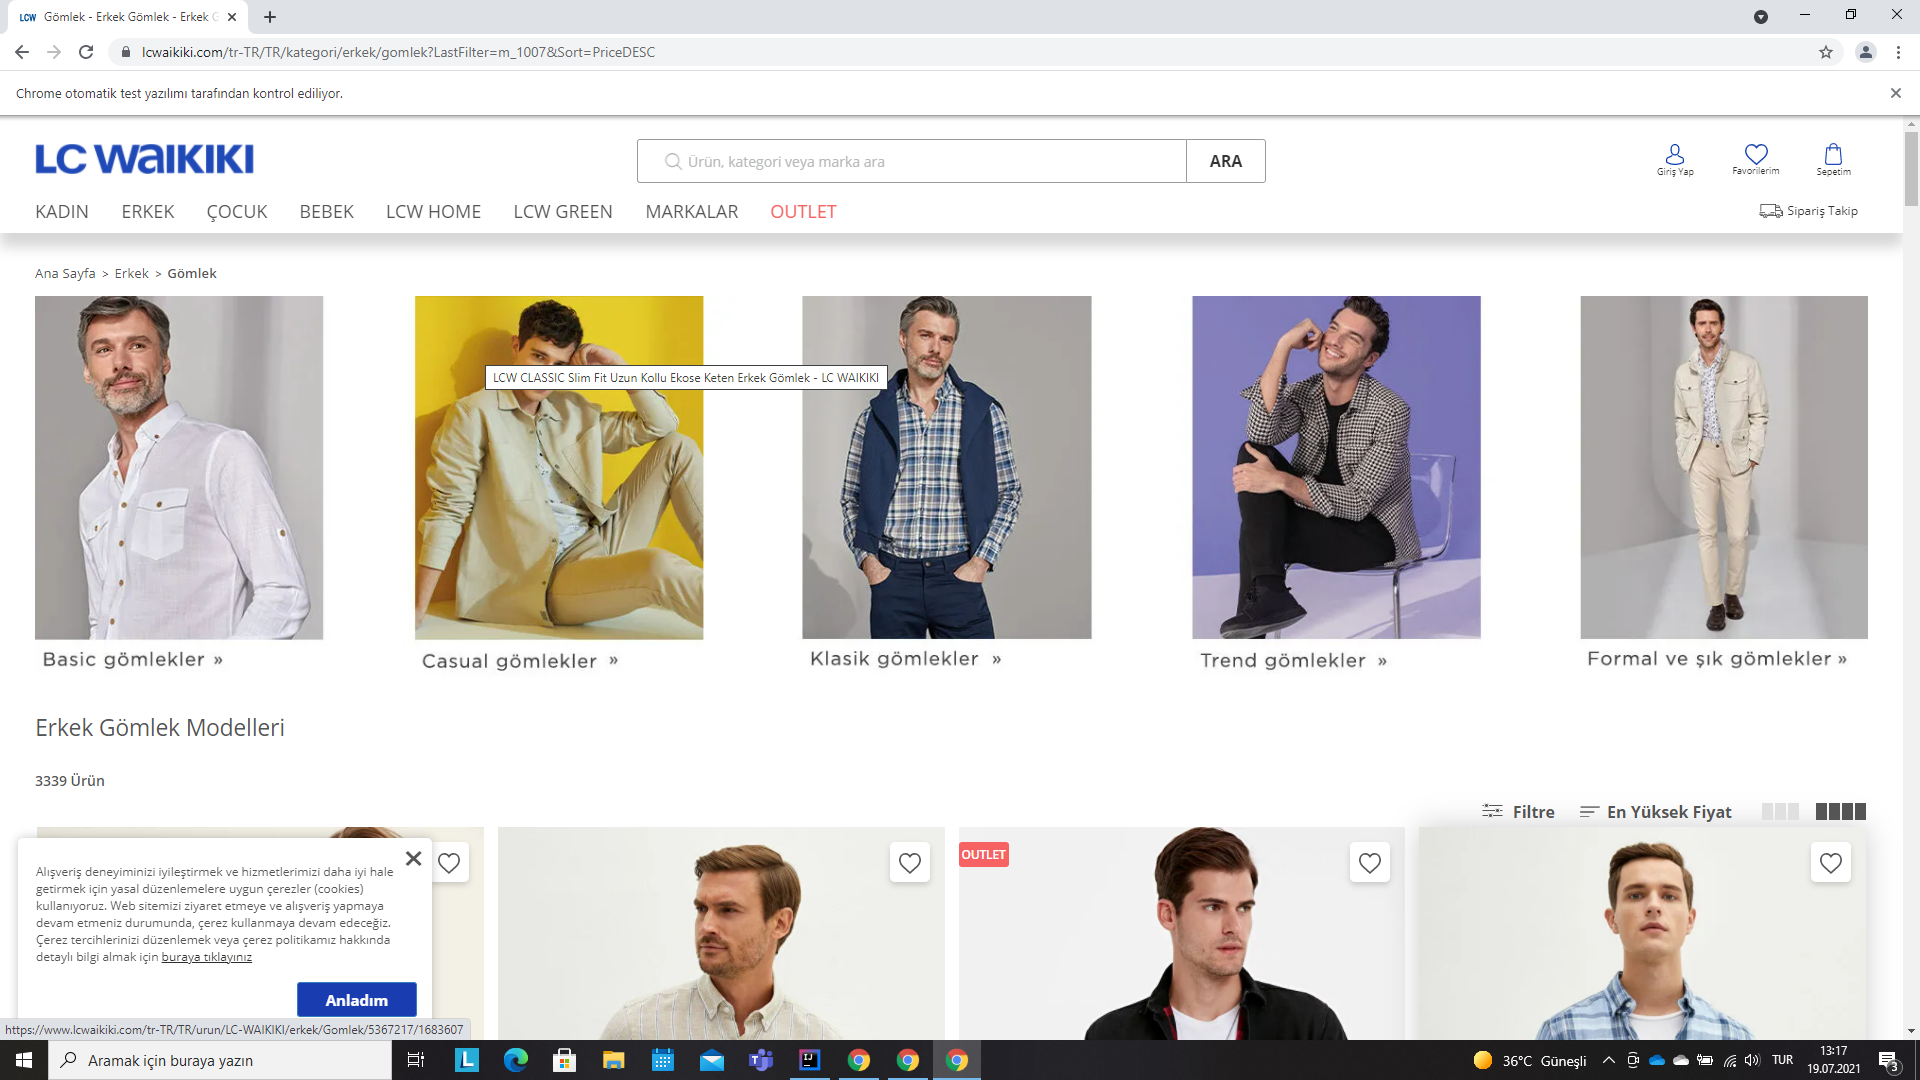 LCW Gömlek - Erkek Gömlek - Erkek G
lcwaikiki.com/tr-TR/TR/kategori/erkek/gomlek?LastFilter=m_1007&Sort=PriceDESC
Chrome otomatik test yazılımı tarafından kontrol ediliyor.
LC WAIKIKI
Ürün, kategori veya marka ara
ARA
Giriş Yap
Favorilerim
Sepetim
KADIN ERKEK ÇOCUK BEBEK LCW HOME LCW GREEN MARKALAR OUTLET
Sipariş Takip
Ana Sayfa > Erkek > Gömlek
LCW CLASSIC Slim Fit Uzun Kollu Ekose Keten Erkek Gömlek - LC WAIKIKI
Basic gömlekler »
Casual gömlekler »
Klasik gömlekler »
Trend gömlekler »
Formal ve şık gömlekler »
Erkek Gömlek Modelleri
3339 Ürün
Filtre
En Yüksek Fiyat
OUTLET
Alışveriş deneyiminizi iyileştirmek ve hizmetlerimizi daha iyi hale
getirmek için yasal düzenlemelere uygun çerezler (cookies)
kullanıyoruz. Web sitemizi ziyaret etmeye ve alışveriş yapmaya
devam etmeniz durumunda, çerez kullanmaya devam edeceğiz.
Çerez tercihlerinizi düzenlemek veya çerez politikamız hakkında
detaylı bilgi almak için buraya tıklayınız
Anladım
https://www.lcwaikiki.com/tr-TR/TR/urun/LC-WAIKIKI/erkek/Gomlek/5367217/1683607
Aramak için buraya yazın
L
IJ
36°C Güneşli
TUR
13:17
19.07.2021
3